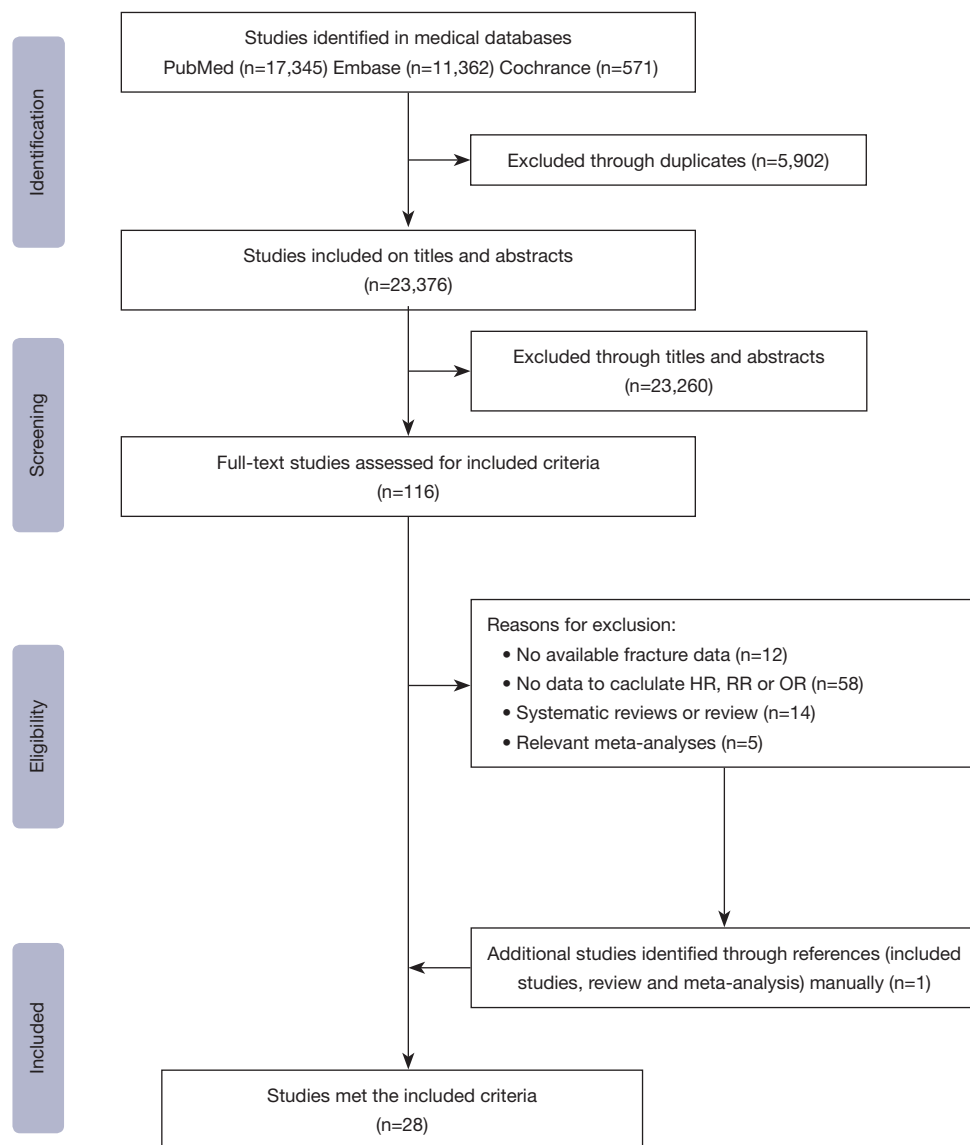 Identification
Studies identified in medical databases
PubMed (n=17,345) Embase (n=11,362) Cochrance (n=571)
Excluded through duplicates (n=5,902)
Studies included on titles and abstracts
(n=23,376)
Screening
Excluded through titles and abstracts
(n=23,260)
Full-text studies assessed for included criteria
(n=116)
Eligibility
Reasons for exclusion:
• No available fracture data (n=12)
• No data to caclulate HR, RR or OR (n=58)
• Systematic reviews or review (n=14)
• Relevant meta-analyses (n=5)
Included
Additional studies identified through references (included
studies, review and meta-analysis) manually (n=1)
Studies met the included criteria
(n=28)